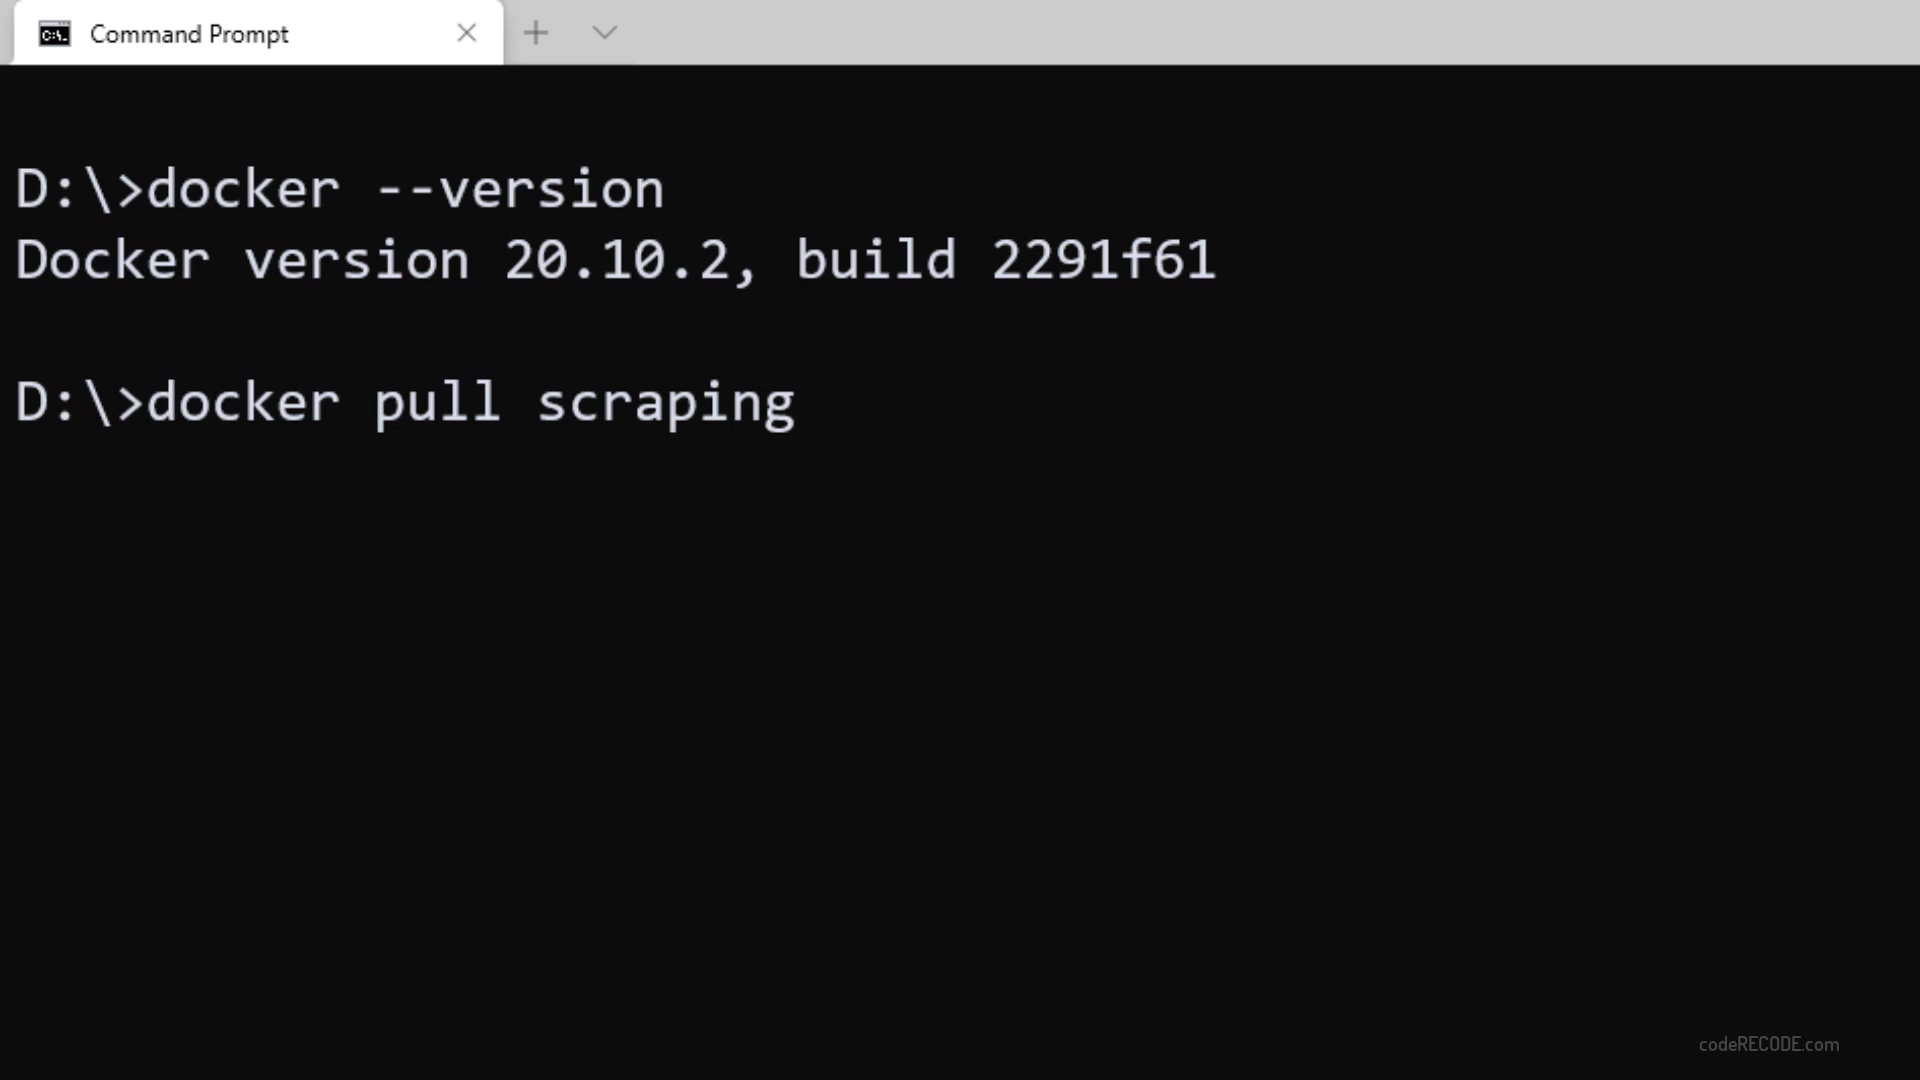 Command Prompt
D:\>docker --version
Docker version 20.10.2, build 2291f61
D:\>docker pull scraping
codeRECODE.com